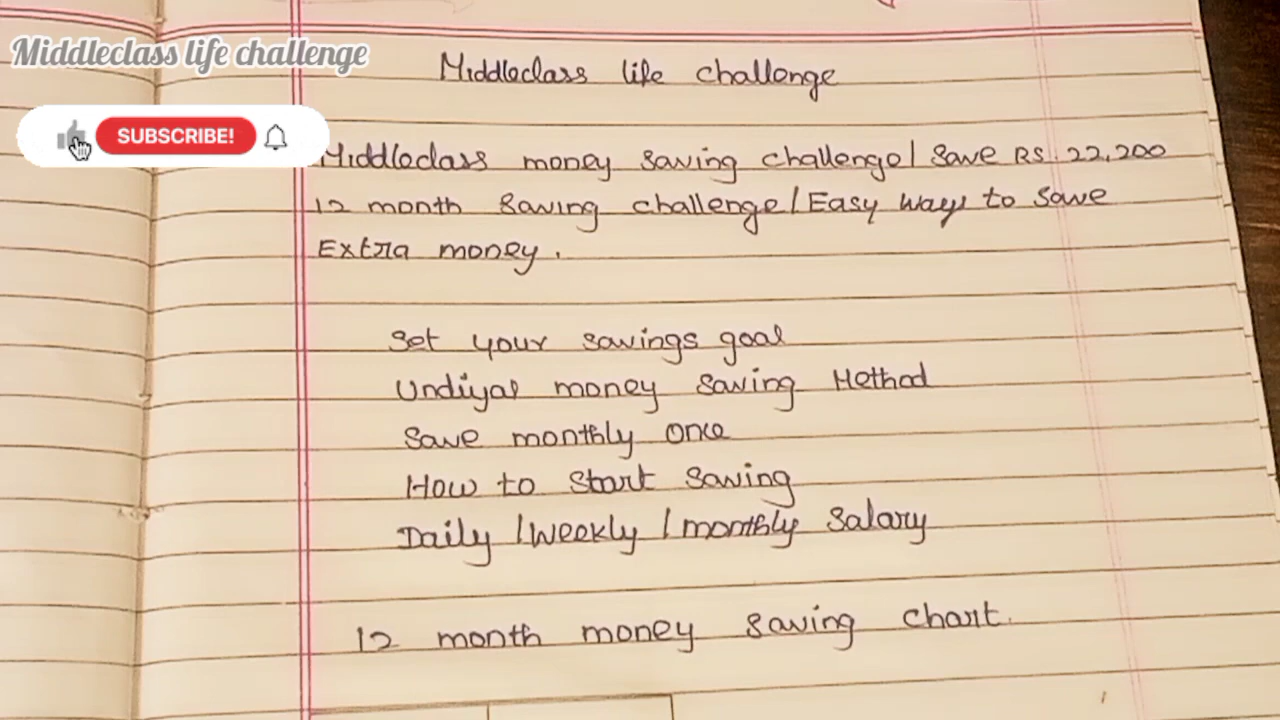 Middleclass life challenge
Middleclass life challenge
SUBSCRIBE!
Middleclass money saving challenge/ Save RS. 22,200
12 month Saving challenge/Easy ways to Save
Extra money.
Set your savings goal
Undiyal money saving Method
Save monthly once
How to start saving
Daily /weekly /monthly Salary
12 month money saving chart.